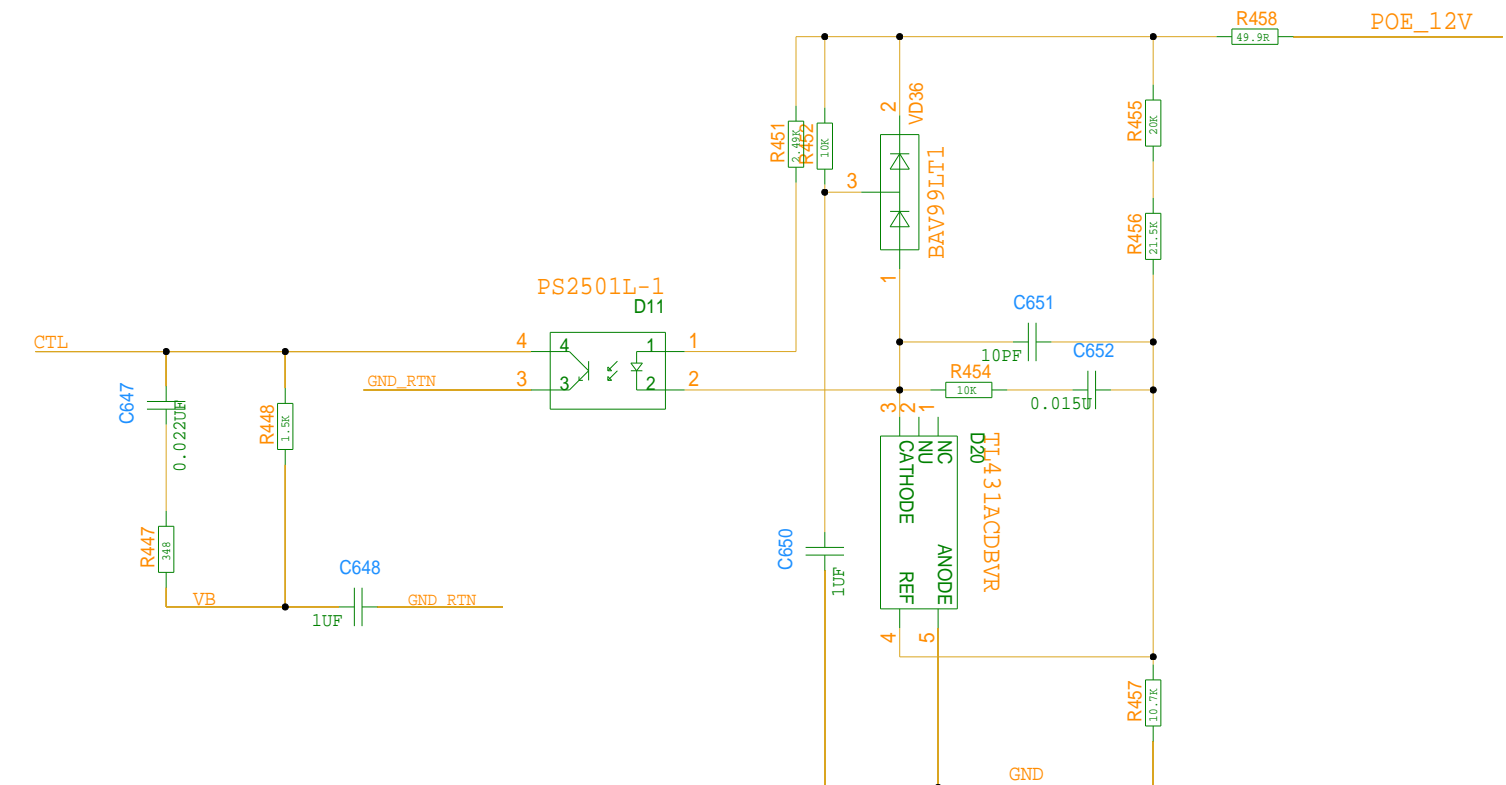 R458
POE_12V
49.9R
2
VD36
R451
2.49K
R452
10K
R455
20K
3
BAV99LT1
R456
21.5K
1
PS2501L-1
D11
C651
CTL
4
4
1
1
10PF
C652
GND_RTN
3
3
2
2
R454
10K
0.015U
C647
0.022UF
R448
1.5K
3
2
1
CATHODE
NU
NC
D20
TL431ACDBVR
R447
348
C650
1UF
REF
ANODE
C648
VB
GND_RTN
1UF
4
5
R457
10.7K
GND